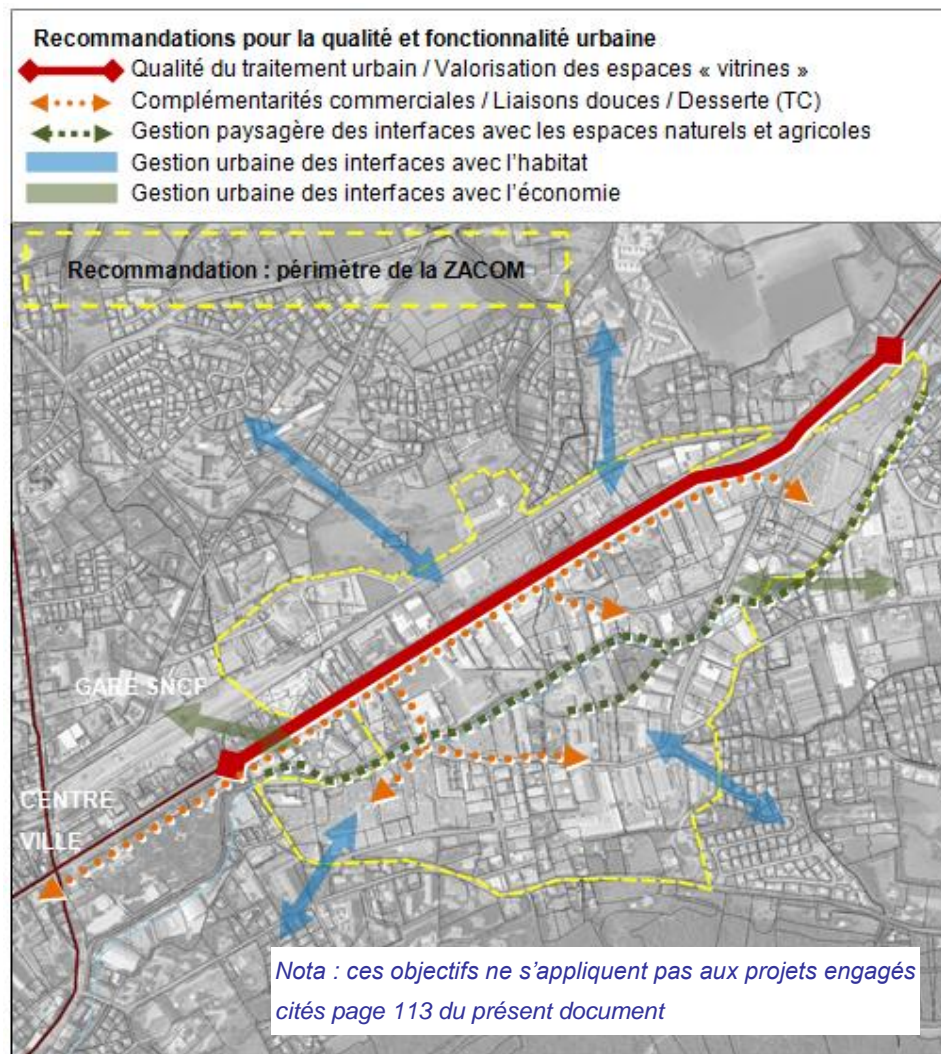 Recommandations pour la qualité et fonctionnalité urbaine
Qualité du traitement urbain / Valorisation des espaces « vitrines »
Complémentarités commerciales / Liaisons douces / Desserte (TC)
Gestion paysagère des interfaces avec les espaces naturels et agricoles
Gestion urbaine des interfaces avec l'habitat
Gestion urbaine des interfaces avec l'économie
Recommandation : périmètre de la ZACOM
GARE SNCF
CENTRE
VILLE
Nota : ces objectifs ne s'appliquent pas aux projets engagés
cités page 113 du présent document